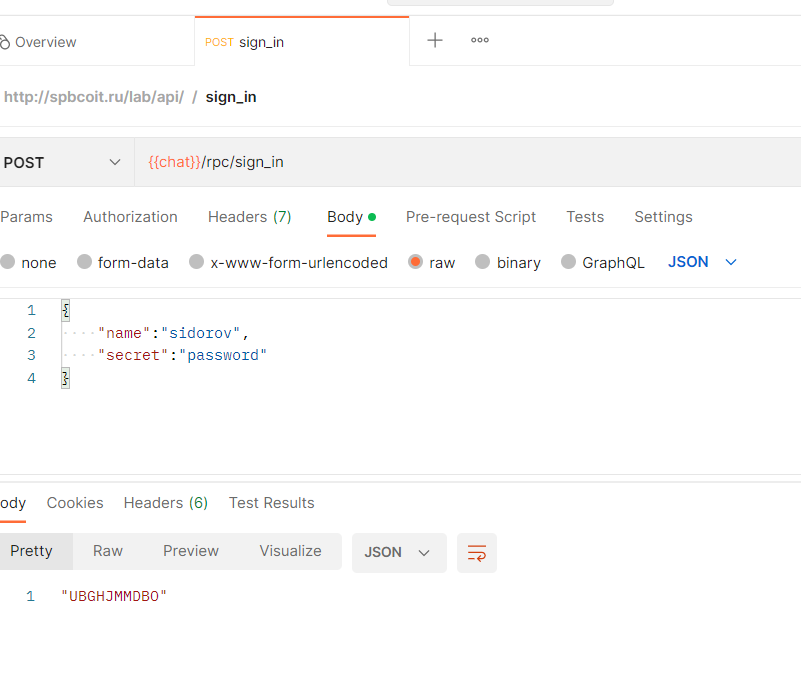 Overview
POST sign_in
http://spbcoit.ru/lab/api/ / sign_in
POST {{chat}}/rpc/sign_in
Params Authorization Headers (7) Body Pre-request Script Tests Settings
none form-data x-www-form-urlencoded raw binary GraphQL JSON
1 {
2 "name":"sidorov",
3 "secret":"password"
4 }
ody Cookies Headers (6) Test Results
Pretty Raw Preview Visualize JSON
1 "UBGHJMMDBO"